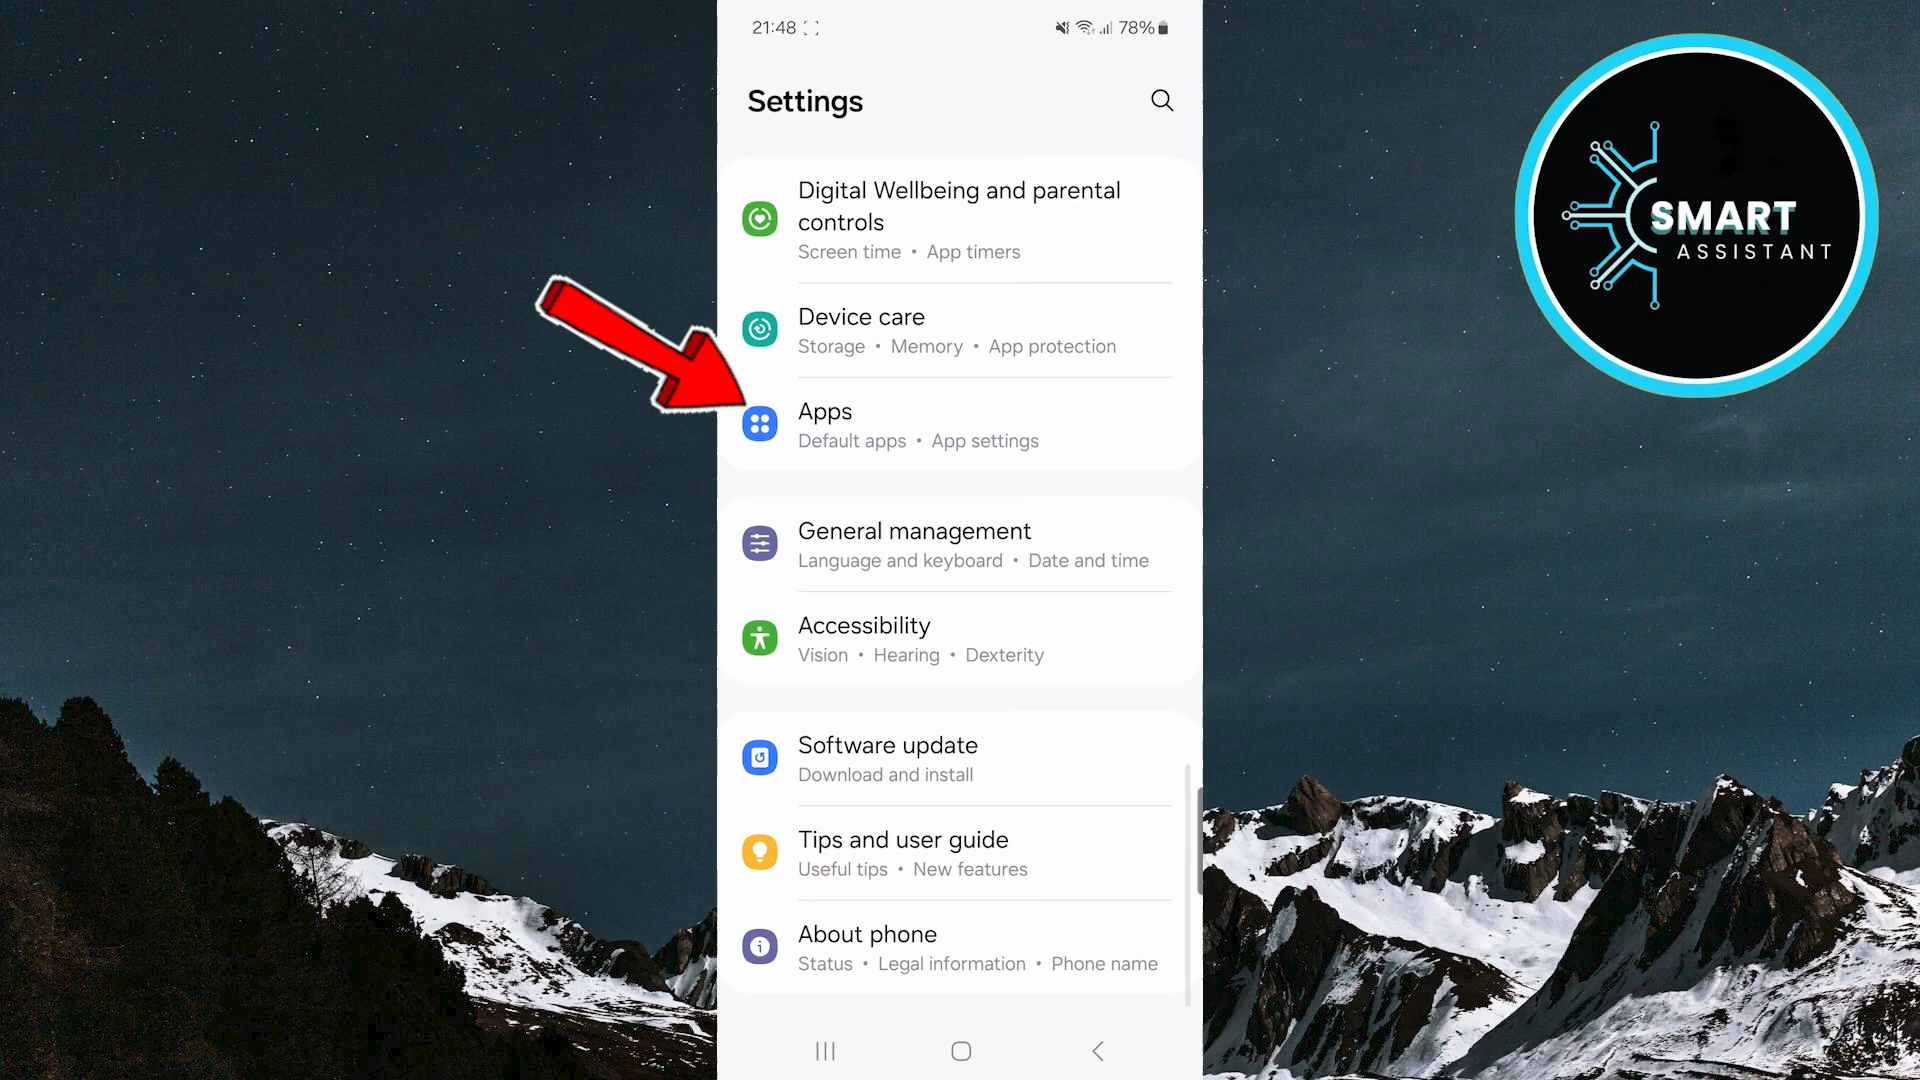 21:48
78%
Settings
Digital Wellbeing and parental
controls
Screen time • App timers
Device care
Storage • Memory • App protection
Apps
Default apps • App settings
General management
Language and keyboard • Date and time
Accessibility
Vision • Hearing • Dexterity
Software update
Download and install
Tips and user guide
Useful tips • New features
About phone
Status • Legal information • Phone name
SMART
ASSISTANT